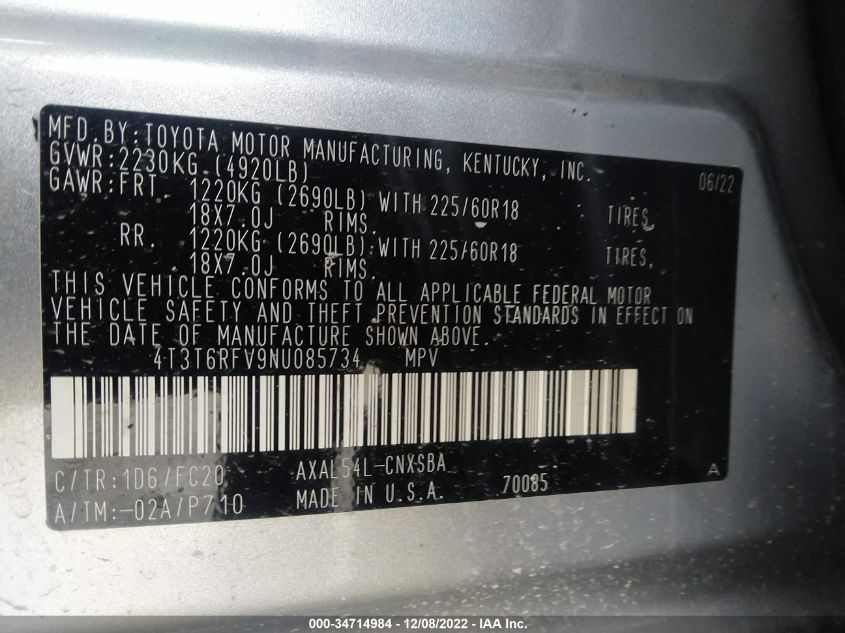 MFD. BY: TOYOTA MOTOR MANUFACTURING, KENTUCKY, INC. 06/22
GVWR: 2230KG (4920LB)
GAWR: FRT. 1220KG (2690LB) WITH 225/60R18 TIRES,
18X7.0J RIMS.
RR. 1220KG (2690LB) WITH 225/60R18 TIRES,
18X7.0J RIMS.
THIS VEHICLE CONFORMS TO ALL APPLICABLE FEDERAL MOTOR
VEHICLE SAFETY AND THEFT PREVENTION STANDARDS IN EFFECT ON
THE DATE OF MANUFACTURE SHOWN ABOVE.
4T3T6RFV9NU085734 MPV
C/TR: 1D6/FC20 AXAL54L-CNXSBA A
A/TM:-02A/P710 MADE IN U.S.A. 70085
000-34714984 - 12/08/2022 - IAA Inc.